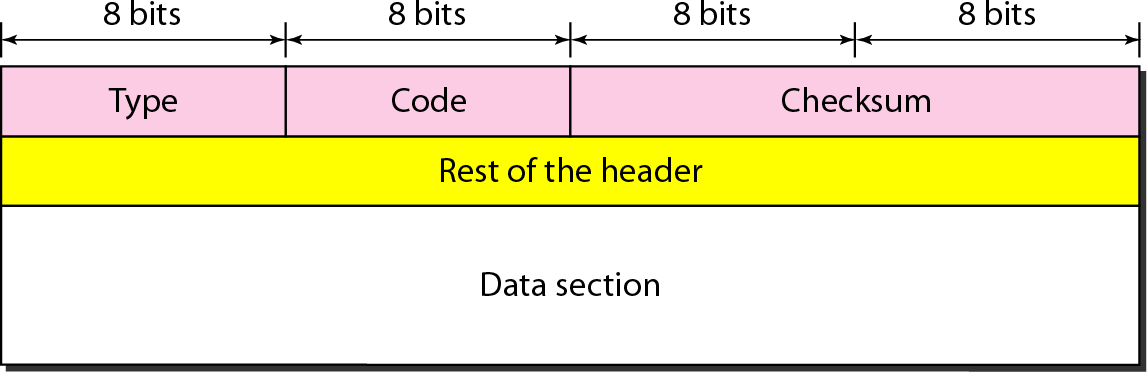 8 bits 8 bits 8 bits 8 bits
Type Code Checksum
Rest of the header
Data section